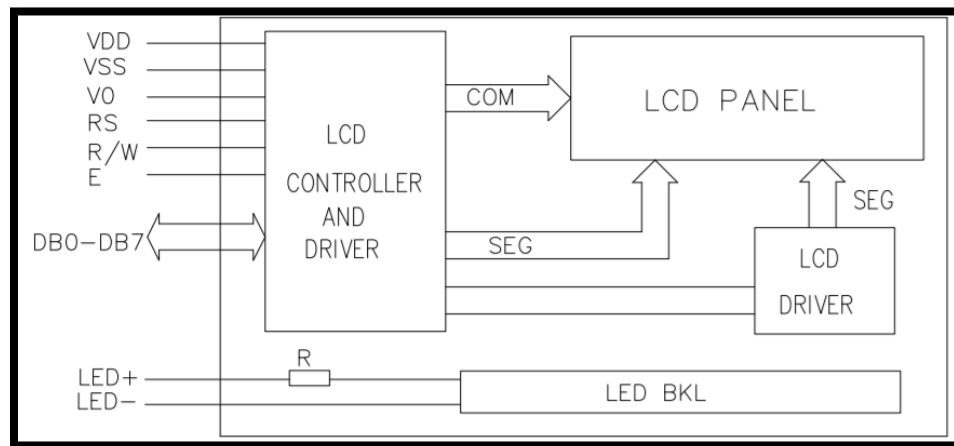 VDD
VSS
V0
RS
R/W
E
DB0-DB7
LED+
LED-
LCD
CONTROLLER
AND
DRIVER
COM
SEG
LCD PANEL
SEG
LCD
DRIVER
R
LED BKL